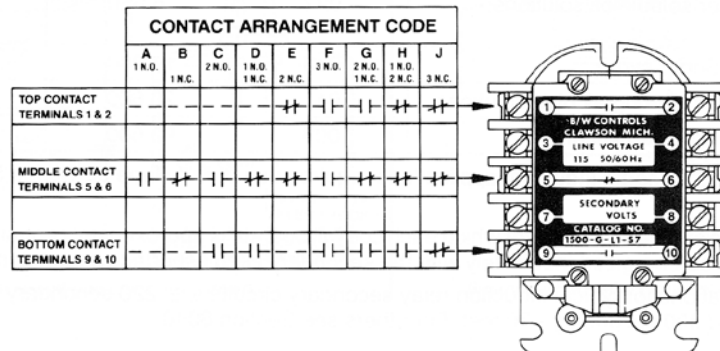 CONTACT ARRANGEMENT CODE
A B C D E F G H J
1 N.O. 2 N.O. 1 N.O. 3 N.O. 2 N.O. 1 N.O.
1 N.C. 1 N.C. 2 N.C. 1 N.C. 2 N.C. 3 N.C.
TOP CONTACT
TERMINALS 1 & 2
MIDDLE CONTACT
TERMINALS 5 & 6
BOTTOM CONTACT
TERMINALS 9 & 10
1 2
B/W CONTROLS
CLAWSON MICH.
3 LINE VOLTAGE 4
115 50/60Hz
5 6
SECONDARY
7 VOLTS 8
CATALOG NO.
1500-G-L1-S7
9 10